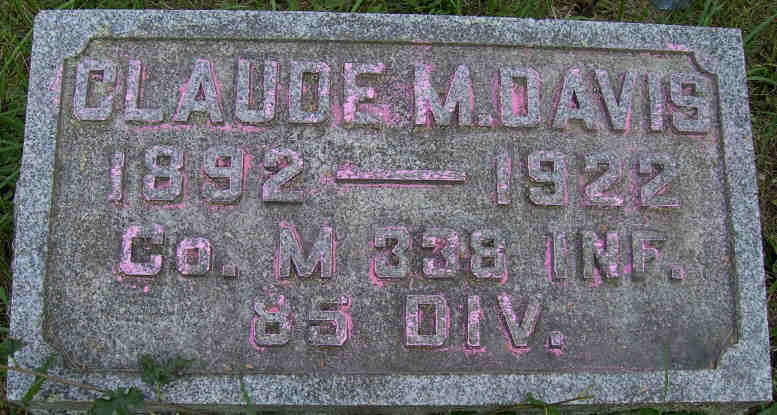 CLAUDE M. DAVIS
1892 — 1922
Co. M 338 INF.
85 DIV.